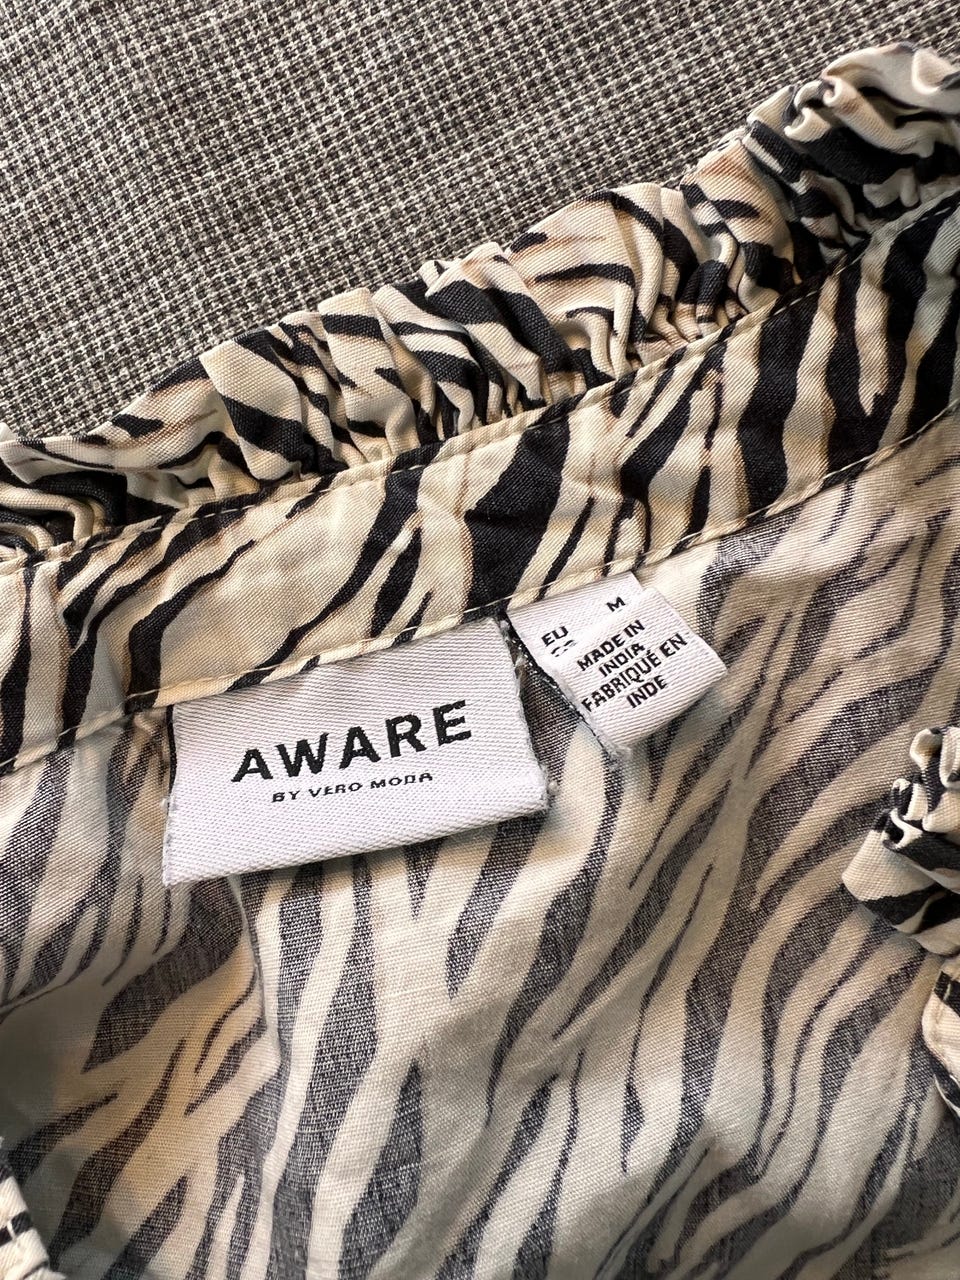 AWARE
BY VERO MODA
M
EU
MADE IN
INDIA
FABRIQUÉ EN
INDE